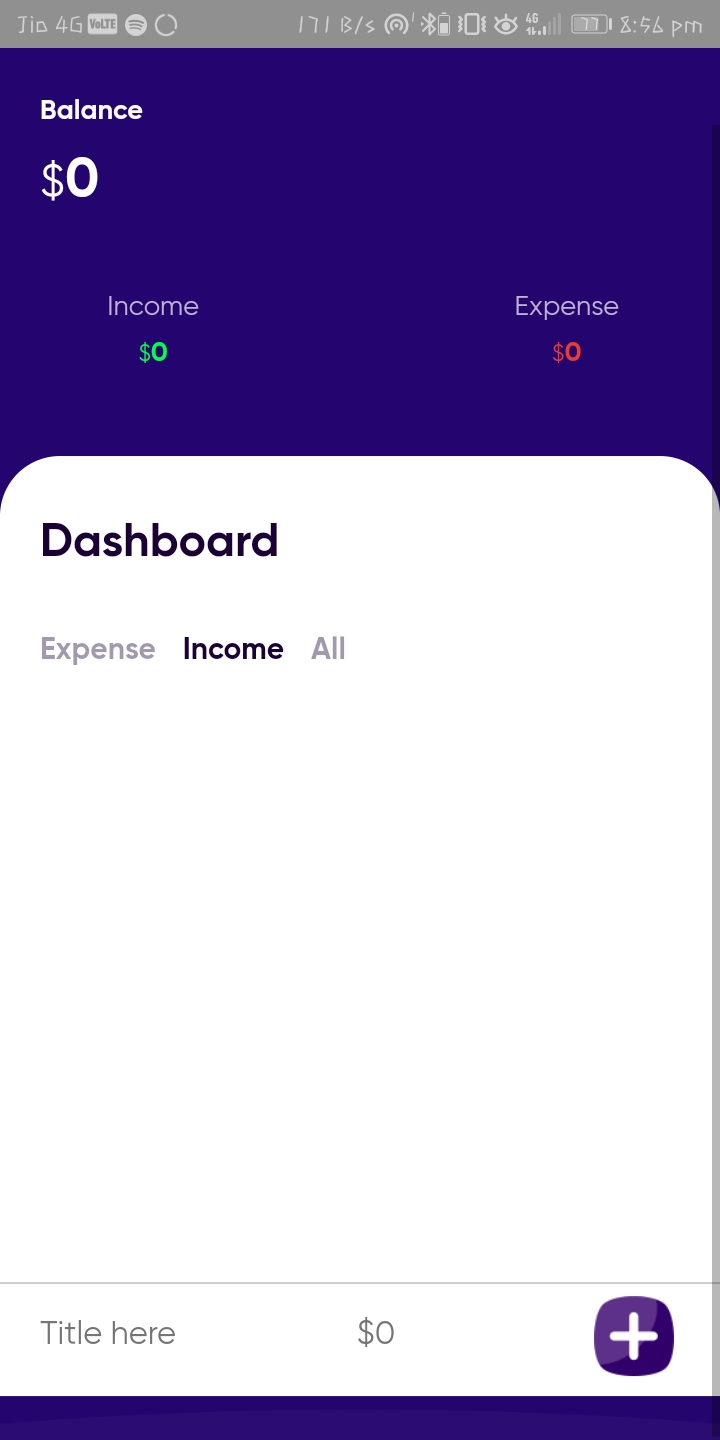 Jio 4G VoLTE 171 B/s 4G 77 8:56 pm
Balance
$0
Income Expense
$0 $0
Dashboard
Expense Income All
Title here $0